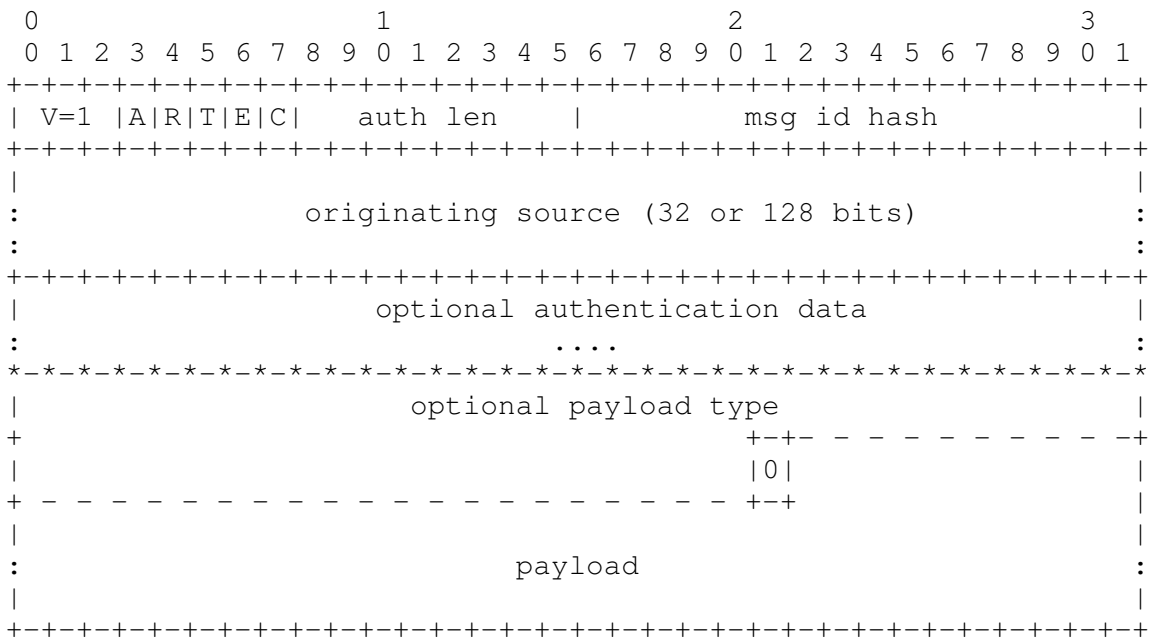 0                   1                   2                   3
 0 1 2 3 4 5 6 7 8 9 0 1 2 3 4 5 6 7 8 9 0 1 2 3 4 5 6 7 8 9 0 1
+-+-+-+-+-+-+-+-+-+-+-+-+-+-+-+-+-+-+-+-+-+-+-+-+-+-+-+-+-+-+-+-+
| V=1 |A|R|T|E|C|   auth len    |         msg id hash           |
+-+-+-+-+-+-+-+-+-+-+-+-+-+-+-+-+-+-+-+-+-+-+-+-+-+-+-+-+-+-+-+-+
|                                                               |
:                originating source (32 or 128 bits)            :
:                                                               :
+-+-+-+-+-+-+-+-+-+-+-+-+-+-+-+-+-+-+-+-+-+-+-+-+-+-+-+-+-+-+-+-+
|                    optional authentication data               |
:                              ....                             :
*-*-*-*-*-*-*-*-*-*-*-*-*-*-*-*-*-*-*-*-*-*-*-*-*-*-*-*-*-*-*-*-*
|                      optional payload type                    |
+                                         +-+- - - - - - - - - -+
|                                         |0|                   |
+ - - - - - - - - - - - - - - - - - - - - +-+                   |
|                                                               |
:                            payload                            :
|                                                               |
+-+-+-+-+-+-+-+-+-+-+-+-+-+-+-+-+-+-+-+-+-+-+-+-+-+-+-+-+-+-+-+-+